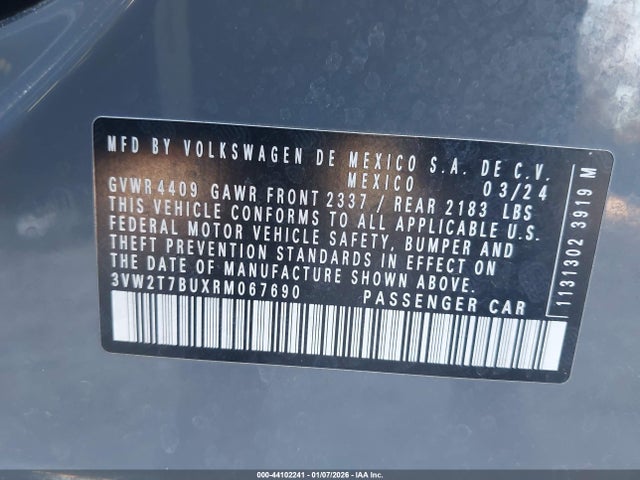 MFD BY VOLKSWAGEN DE MEXICO S.A. DE C.V.
MEXICO 03/24
GVWR 4409 GAWR FRONT 2337 / REAR 2183 LBS
THIS VEHICLE CONFORMS TO ALL APPLICABLE U.S.
FEDERAL MOTOR VEHICLE SAFETY, BUMPER AND
THEFT PREVENTION STANDARDS IN EFFECT ON
THE DATE OF MANUFACTURE SHOWN ABOVE.
3VW2T7BUXRM067690 PASSENGER CAR
1131302 3919 M
000-44102241 - 01/07/2026 - IAA Inc.